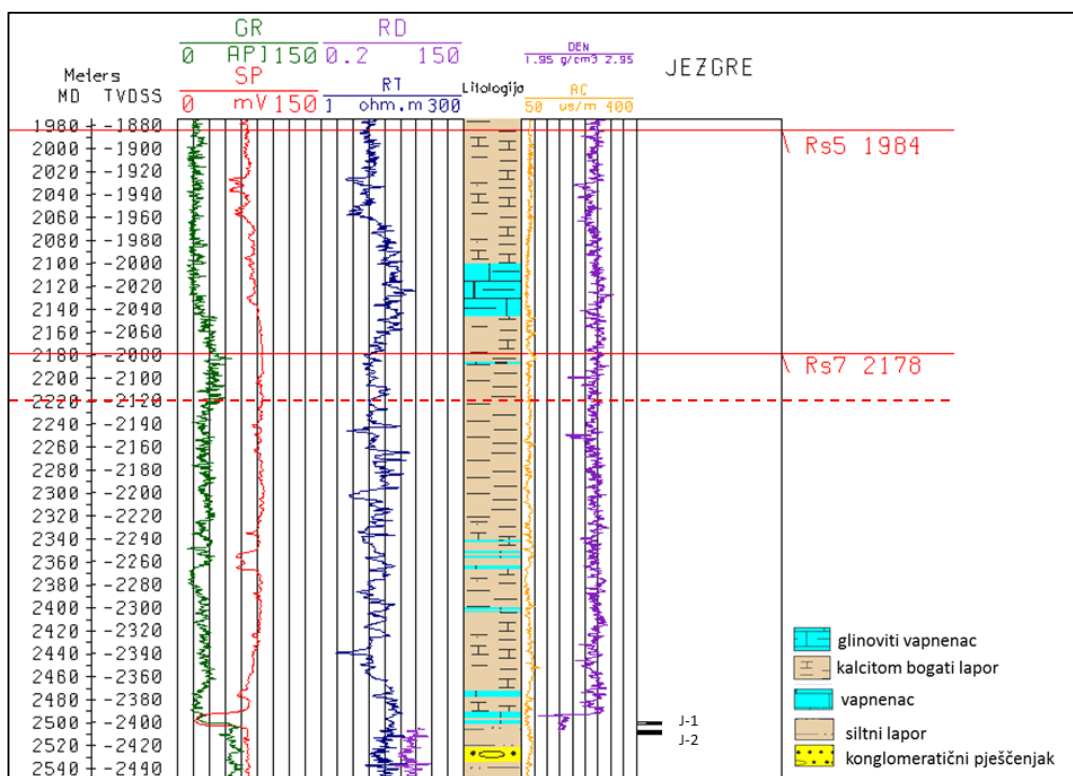 GR RD
0 API 150 0.2 150
DEN
1.95 g/cm3 2.95
JEZGRE
Meters
MD TVDSS
SP
0 mV 150
RT
1 ohm.m 300
Litologija
AC
50 us/m 400
1980 -1880
2000 -1900
2020 -1920
2040 -1940
2060 -1960
2080 -1980
2100 -2000
2120 -2020
2140 -2040
2160 -2060
2180 -2080
2200 -2100
2220 -2120
2240 -2140
2260 -2160
2280 -2180
2300 -2200
2320 -2220
2340 -2240
2360 -2260
2380 -2280
2400 -2300
2420 -2320
2440 -2340
2460 -2360
2480 -2380
2500 -2400
2520 -2420
2540 -2440
Rs5 1984
Rs7 2178
J-1
J-2
glinoviti vapnenac
kalcitom bogati lapor
vapnenac
siltni lapor
konglomeratični pješčenjak